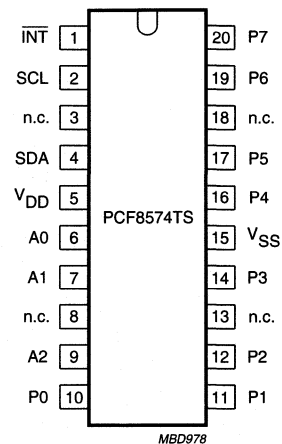 INT 1 20 P7
SCL 2 19 P6
n.c. 3 18 n.c.
SDA 4 17 P5
VDD 5 16 P4
PCF8574TS
A0 6 15 VSS
A1 7 14 P3
n.c. 8 13 n.c.
A2 9 12 P2
P0 10 11 P1
MBD978